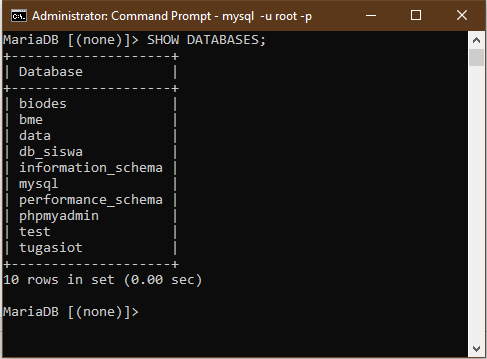 Administrator: Command Prompt - mysql  -u root -p
MariaDB [(none)]> SHOW DATABASES;
+--------------------+
| Database           |
+--------------------+
| biodes             |
| bme                |
| data               |
| db_siswa           |
| information_schema |
| mysql              |
| performance_schema |
| phpmyadmin         |
| test               |
| tugasiot           |
+--------------------+
10 rows in set (0.00 sec)
MariaDB [(none)]>